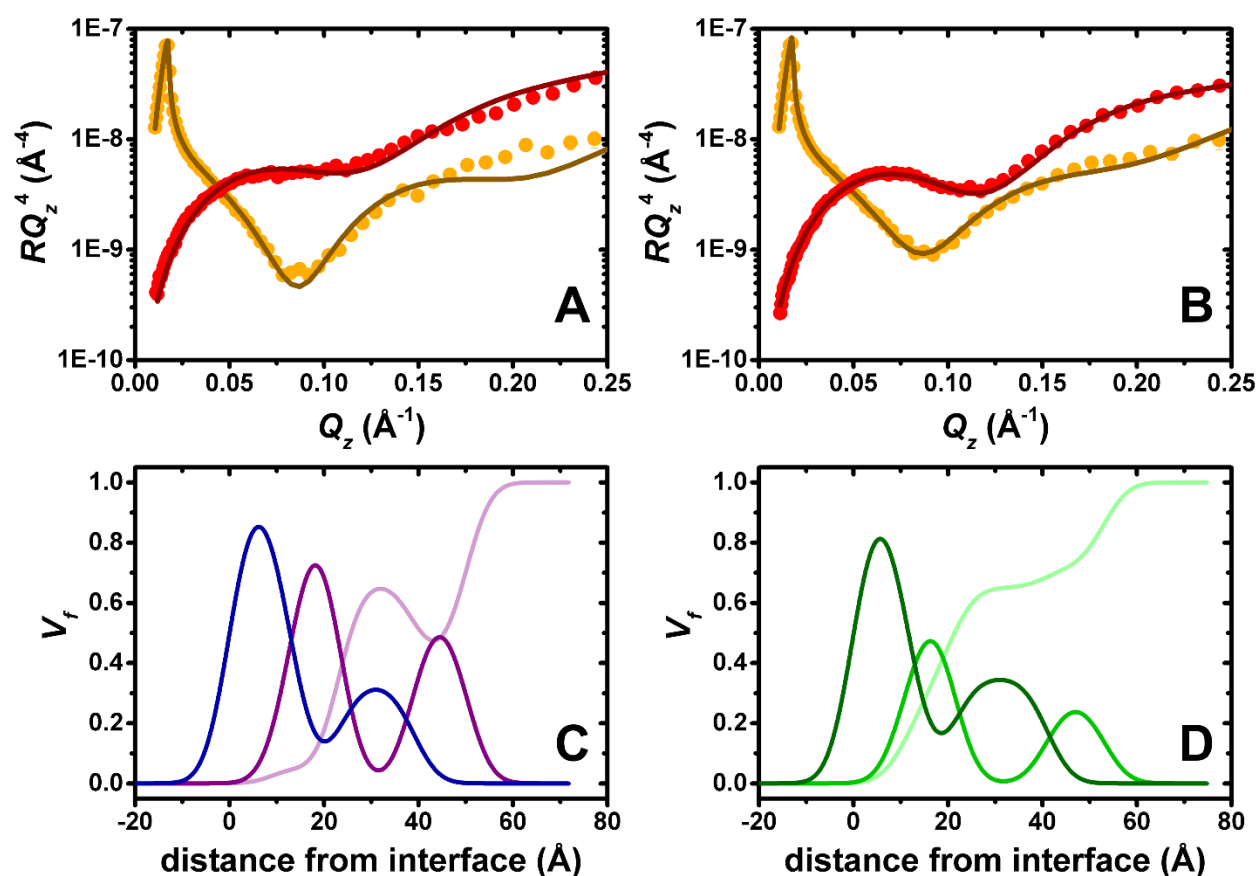 1E-7
1E-8
1E-9
1E-10
RQz4 (Å-4)
0.00 0.05 0.10 0.15 0.20 0.25
Qz (Å-1)
A
1E-7
1E-8
1E-9
1E-10
RQz4 (Å-4)
0.00 0.05 0.10 0.15 0.20 0.25
Qz (Å-1)
B
1.0
0.8
0.6
0.4
0.2
0.0
Vf
-20 0 20 40 60 80
distance from interface (Å)
C
1.0
0.8
0.6
0.4
0.2
0.0
Vf
-20 0 20 40 60 80
distance from interface (Å)
D